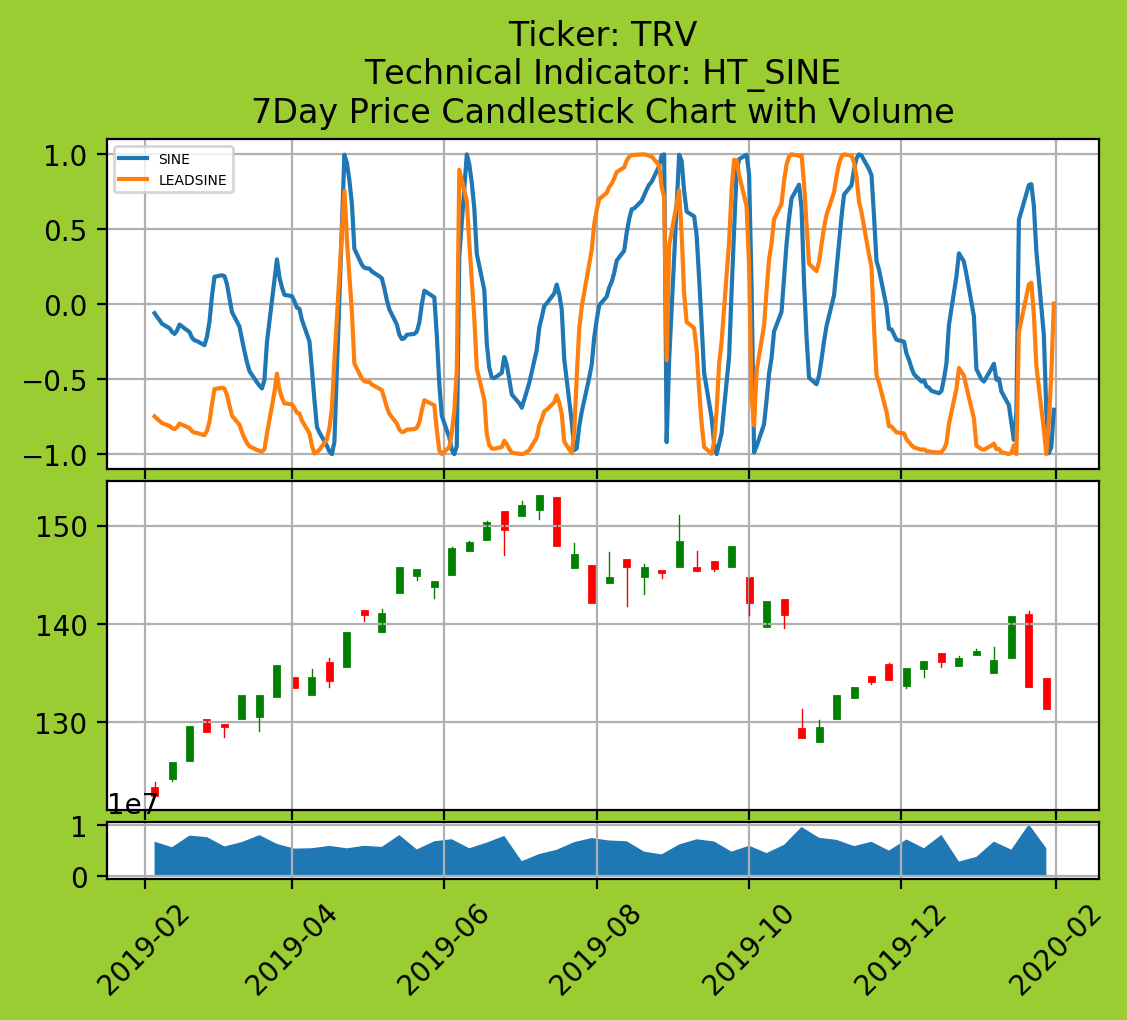 Ticker: TRV
Technical Indicator: HT_SINE
7Day Price Candlestick Chart with Volume
1.0
0.5
0.0
−0.5
−1.0
SINE
LEADSINE
150
140
130
1e7
1
0
2019-02
2019-04
2019-06
2019-08
2019-10
2019-12
2020-02